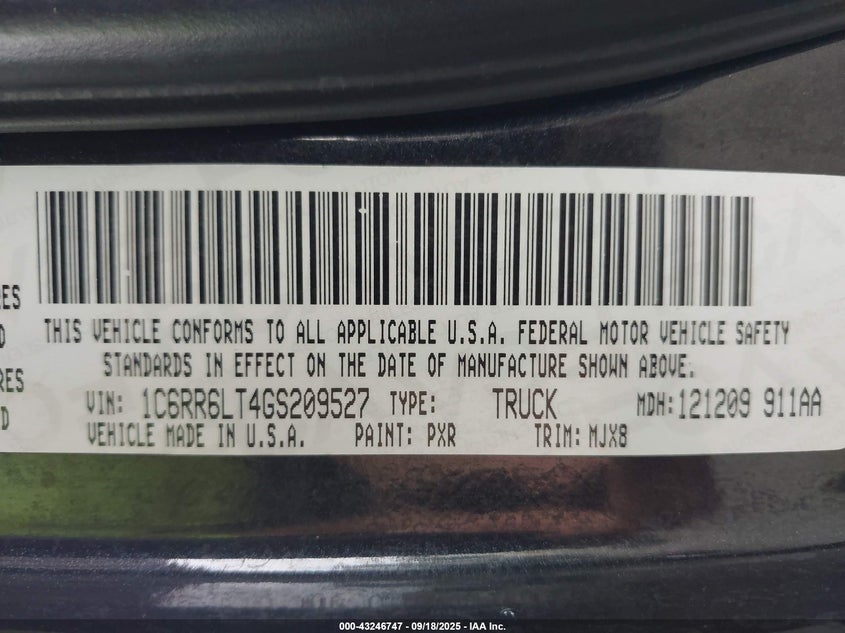 THIS VEHICLE CONFORMS TO ALL APPLICABLE U.S.A. FEDERAL MOTOR VEHICLE SAFETY
STANDARDS IN EFFECT ON THE DATE OF MANUFACTURE SHOWN ABOVE.
VIN: 1C6RR6LT4GS209527 TYPE: TRUCK MDH:121209 911AA
VEHICLE MADE IN U.S.A. PAINT: PXR TRIM: MJX8
000-43246747 - 09/18/2025 - IAA Inc.